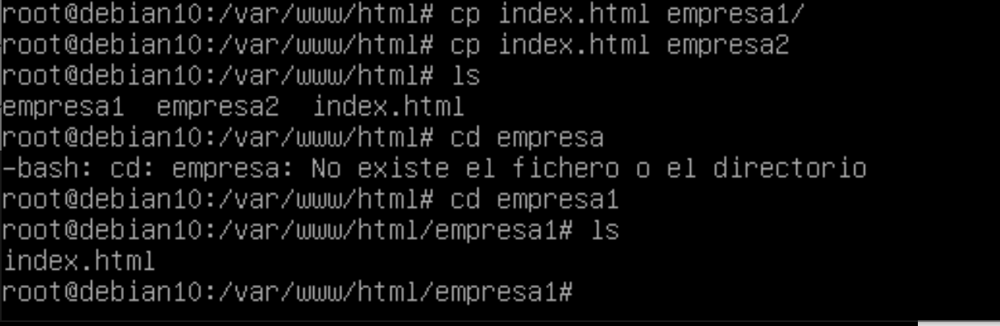 root@debian10:/var/www/html# cp index.html empresa1/
root@debian10:/var/www/html# cp index.html empresa2
root@debian10:/var/www/html# ls
empresa1  empresa2  index.html
root@debian10:/var/www/html# cd empresa
-bash: cd: empresa: No existe el fichero o el directorio
root@debian10:/var/www/html# cd empresa1
root@debian10:/var/www/html/empresa1# ls
index.html
root@debian10:/var/www/html/empresa1#